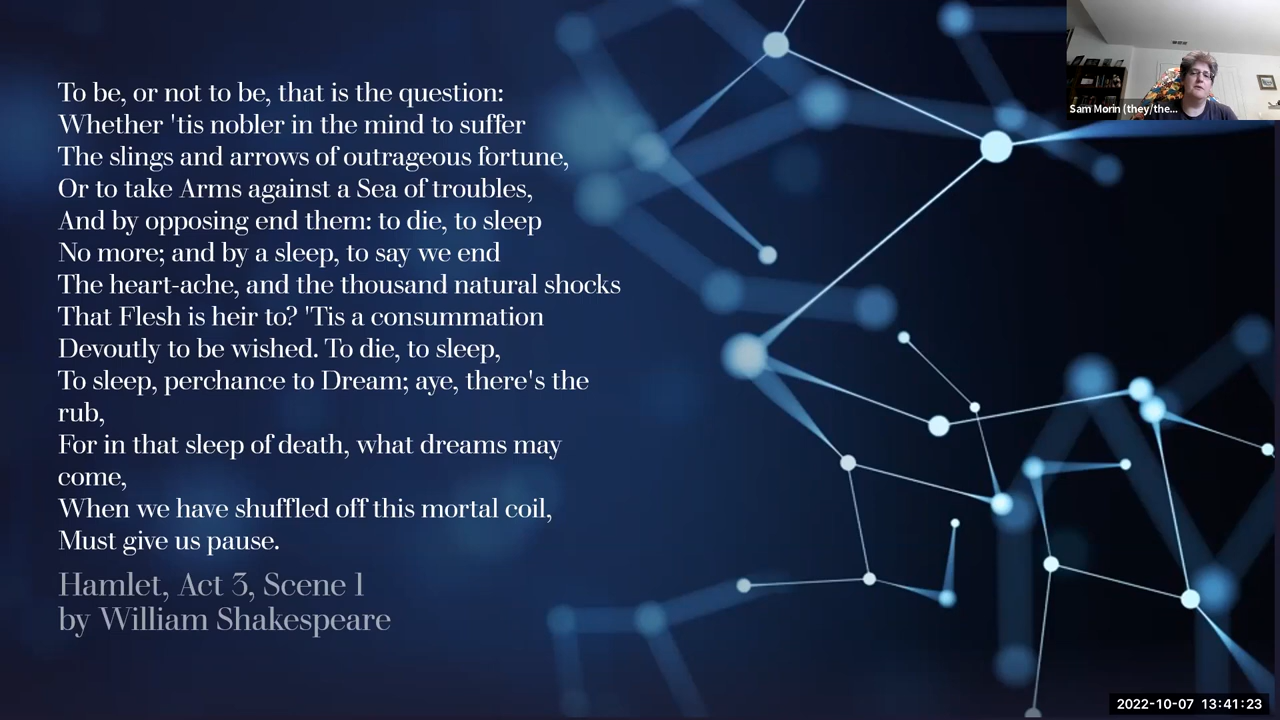 To be, or not to be, that is the question:
Whether 'tis nobler in the mind to suffer
The slings and arrows of outrageous fortune,
Or to take Arms against a Sea of troubles,
And by opposing end them: to die, to sleep
No more; and by a sleep, to say we end
The heart-ache, and the thousand natural shocks
That Flesh is heir to? 'Tis a consummation
Devoutly to be wished. To die, to sleep,
To sleep, perchance to Dream; aye, there's the
rub,
For in that sleep of death, what dreams may
come,
When we have shuffled off this mortal coil,
Must give us pause.
Hamlet, Act 3, Scene 1
by William Shakespeare
Sam Morin (they/the...
2022-10-07 13:41:23